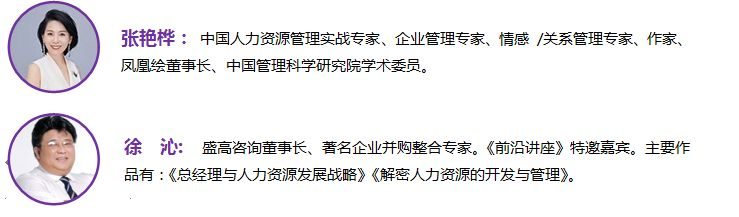 张艳桦：中国人力资源管理实战专家、企业管理专家、情感 /关系管理专家、作家、
凤凰绘董事长、中国管理科学研究院学术委员。
徐 沁: 盛高咨询董事长、著名企业并购整合专家。《前沿讲座》特邀嘉宾。主要作
品有：《总经理与人力资源发展战略》《解密人力资源的开发与管理》。